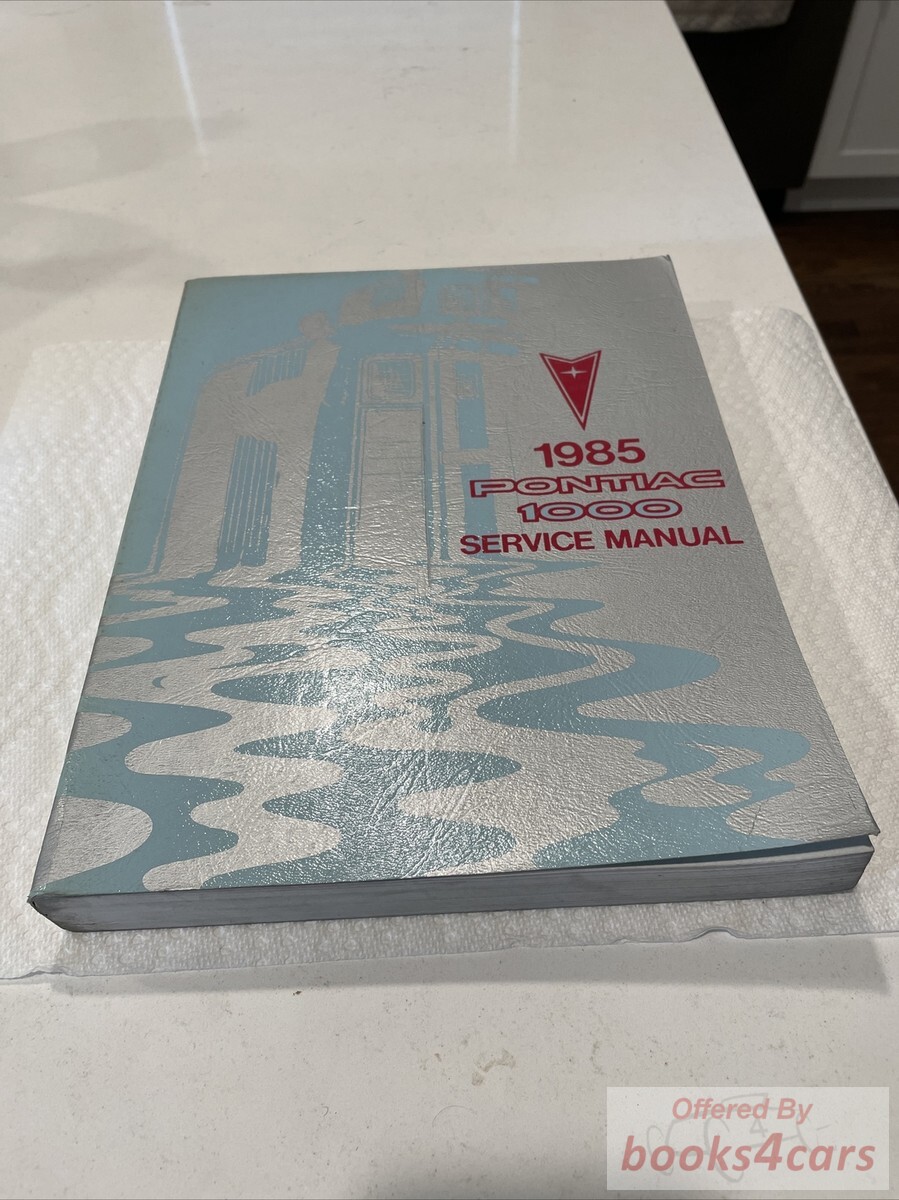 1985
PONTIAC
1000
SERVICE MANUAL
Offered By
books4cars